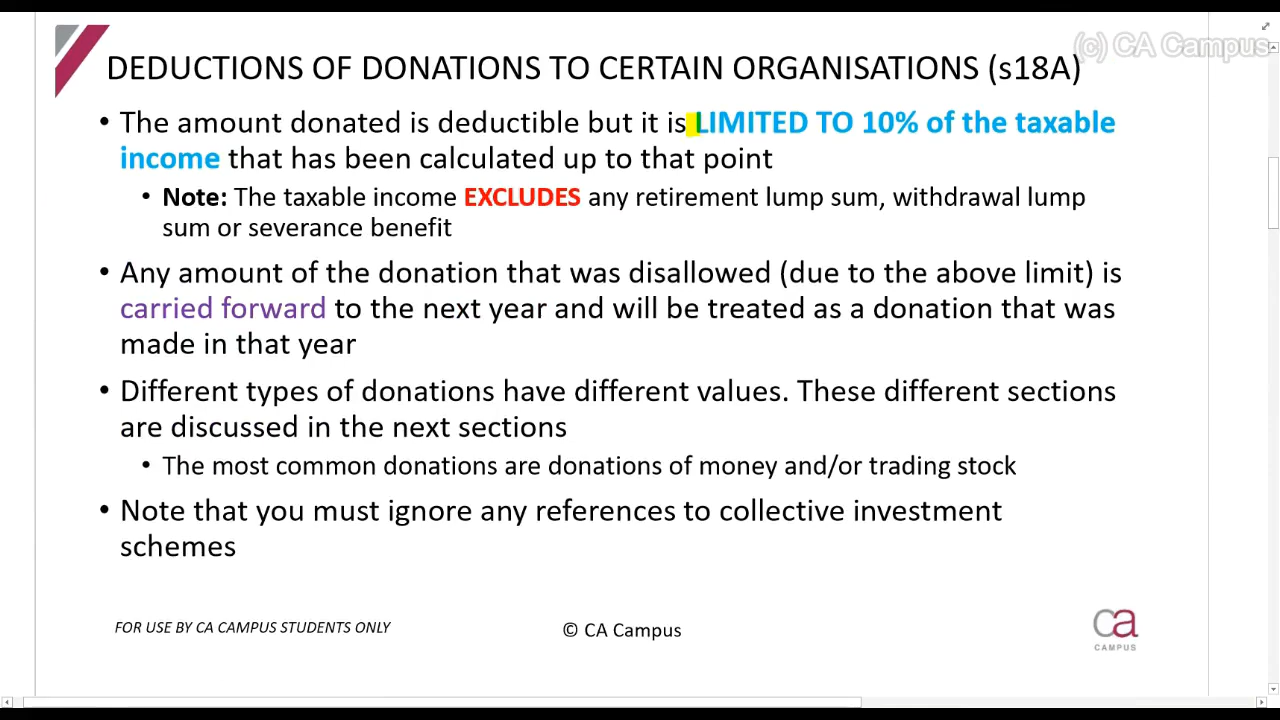 (c) CA Campus
DEDUCTIONS OF DONATIONS TO CERTAIN ORGANISATIONS (s18A)
• The amount donated is deductible but it is LIMITED TO 10% of the taxable
income that has been calculated up to that point
• Note: The taxable income EXCLUDES any retirement lump sum, withdrawal lump
sum or severance benefit
• Any amount of the donation that was disallowed (due to the above limit) is
carried forward to the next year and will be treated as a donation that was
made in that year
• Different types of donations have different values. These different sections
are discussed in the next sections
• The most common donations are donations of money and/or trading stock
• Note that you must ignore any references to collective investment
schemes
FOR USE BY CA CAMPUS STUDENTS ONLY
© CA Campus
ca
CAMPUS